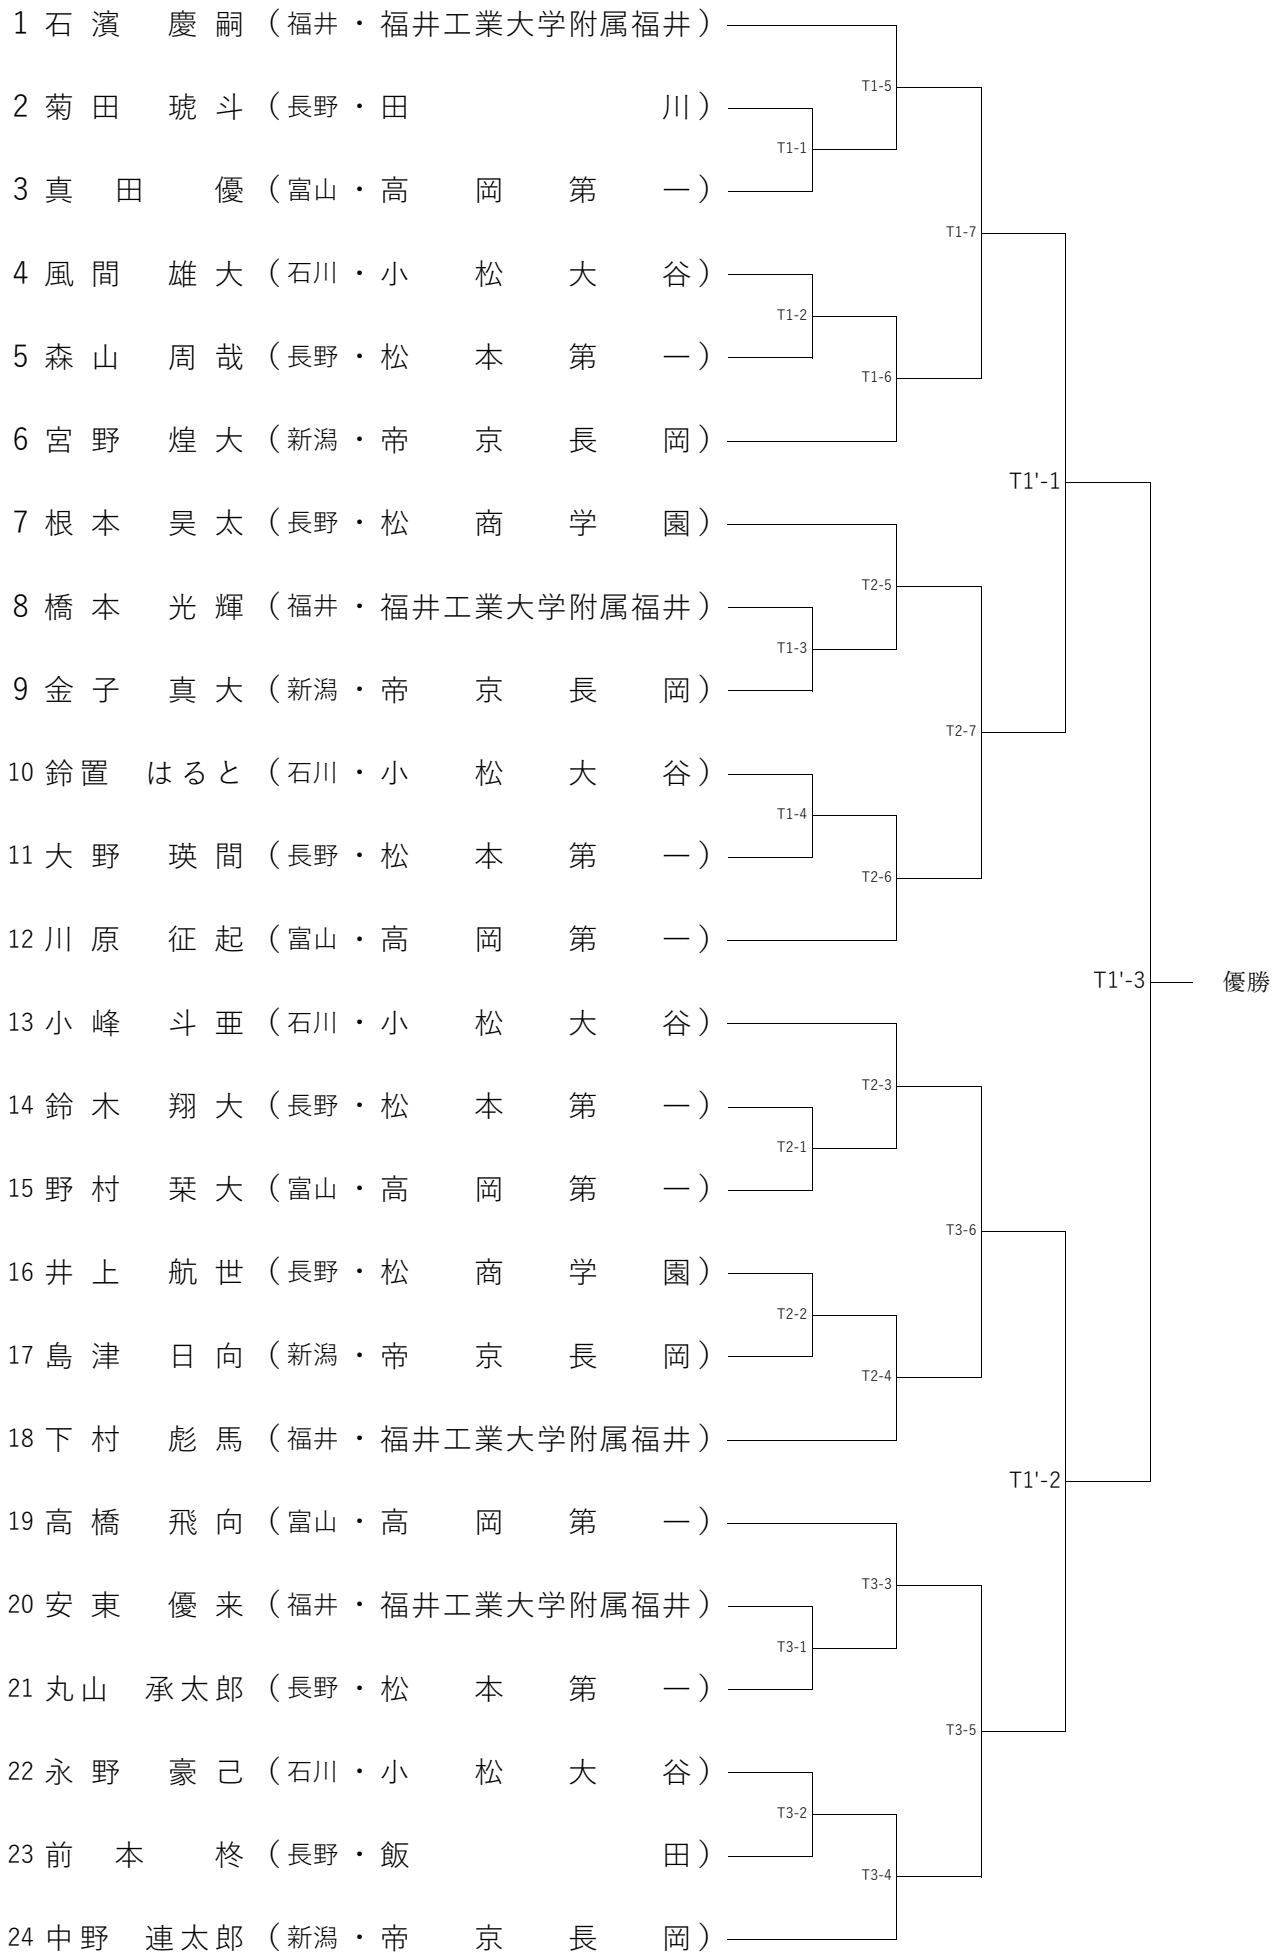 1 石濱 慶嗣 （福井・福井工業大学附属福井）
T1-5
2 菊田 琥斗 （長野・田川）
T1-1
3 真田 優 （富山・高岡第一）
T1-7
4 風間 雄大 （石川・小松大谷）
T1-2
5 森山 周哉 （長野・松本第一）
T1-6
6 宮野 煌大 （新潟・帝京長岡）
T1'-1
7 根本 昊太 （長野・松商学園）
T2-5
8 橋本 光輝 （福井・福井工業大学附属福井）
T1-3
9 金子 真大 （新潟・帝京長岡）
T2-7
10 鈴置 はると （石川・小松大谷）
T1-4
11 大野 瑛間 （長野・松本第一）
T2-6
12 川原 征起 （富山・高岡第一）
T1'-3 優勝
13 小峰 斗亜 （石川・小松大谷）
T2-3
14 鈴木 翔大 （長野・松本第一）
T2-1
15 野村 栞大 （富山・高岡第一）
T3-6
16 井上 航世 （長野・松商学園）
T2-2
17 島津 日向 （新潟・帝京長岡）
T2-4
18 下村 彪馬 （福井・福井工業大学附属福井）
T1'-2
19 高橋 飛向 （富山・高岡第一）
T3-3
20 安東 優来 （福井・福井工業大学附属福井）
T3-1
21 丸山 承太郎 （長野・松本第一）
T3-5
22 永野 豪己 （石川・小松大谷）
T3-2
23 前本 柊 （長野・飯田）
T3-4
24 中野 連太郎 （新潟・帝京長岡）